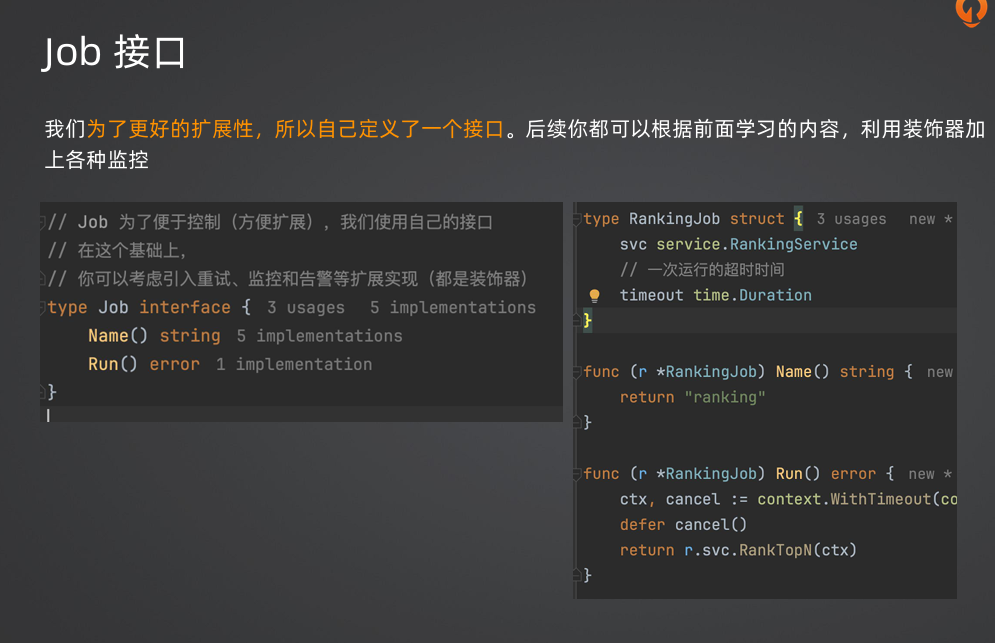 Job 接口
我们为了更好的扩展性，所以自己定义了一个接口。后续你都可以根据前面学习的内容，利用装饰器加
上各种监控
// Job 为了便于控制（方便扩展），我们使用自己的接口
// 在这个基础上，
// 你可以考虑引入重试、监控和告警等扩展实现（都是装饰器）
type Job interface { 3 usages 5 implementations
Name() string 5 implementations
Run() error 1 implementation
}
type RankingJob struct { 3 usages new *
svc service.RankingService
// 一次运行的超时时间
timeout time.Duration
}
func (r *RankingJob) Name() string { new
return "ranking"
}
func (r *RankingJob) Run() error { new *
ctx, cancel := context.WithTimeout(co
defer cancel()
return r.svc.RankTopN(ctx)
}